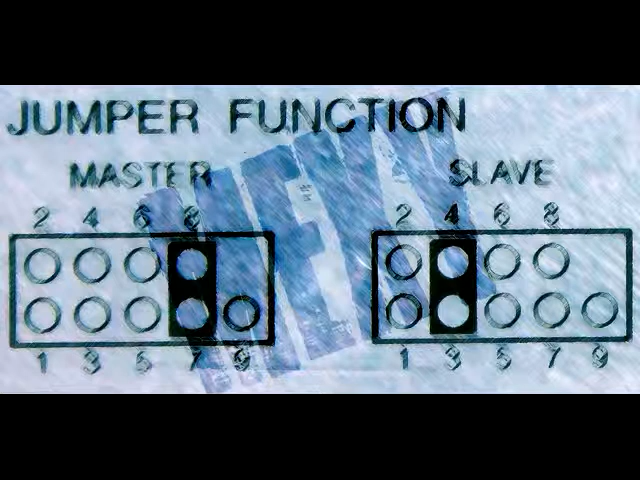 JUMPER FUNCTION
MASTER SLAVE
2 4 6 8 2 4 6 8
1 3 5 7 9 1 3 5 7 9